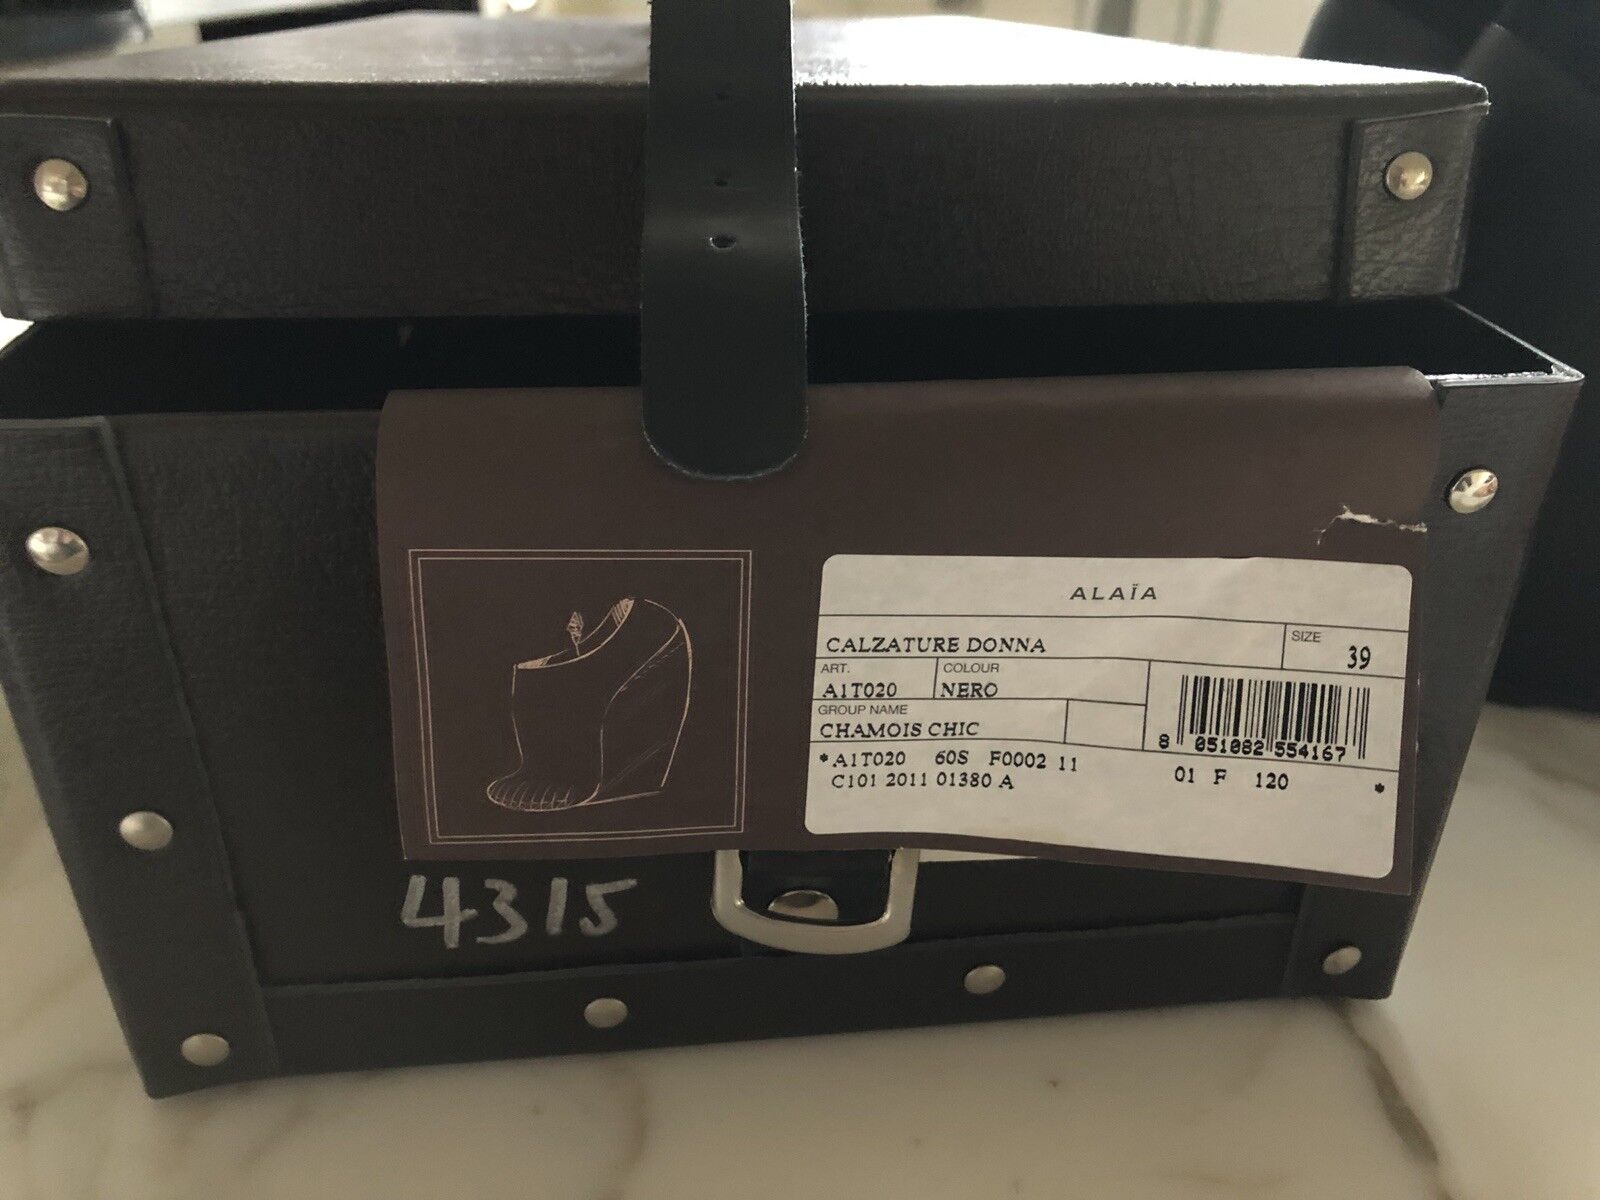 ALAÏA
CALZATURE DONNA
SIZE
39
ART.
A1T020
COLOUR
NERO
GROUP NAME
CHAMOIS CHIC
8 051082 554167
*A1T020 60S F0002 11
C101 2011 01380 A
01 F 120 *
4315